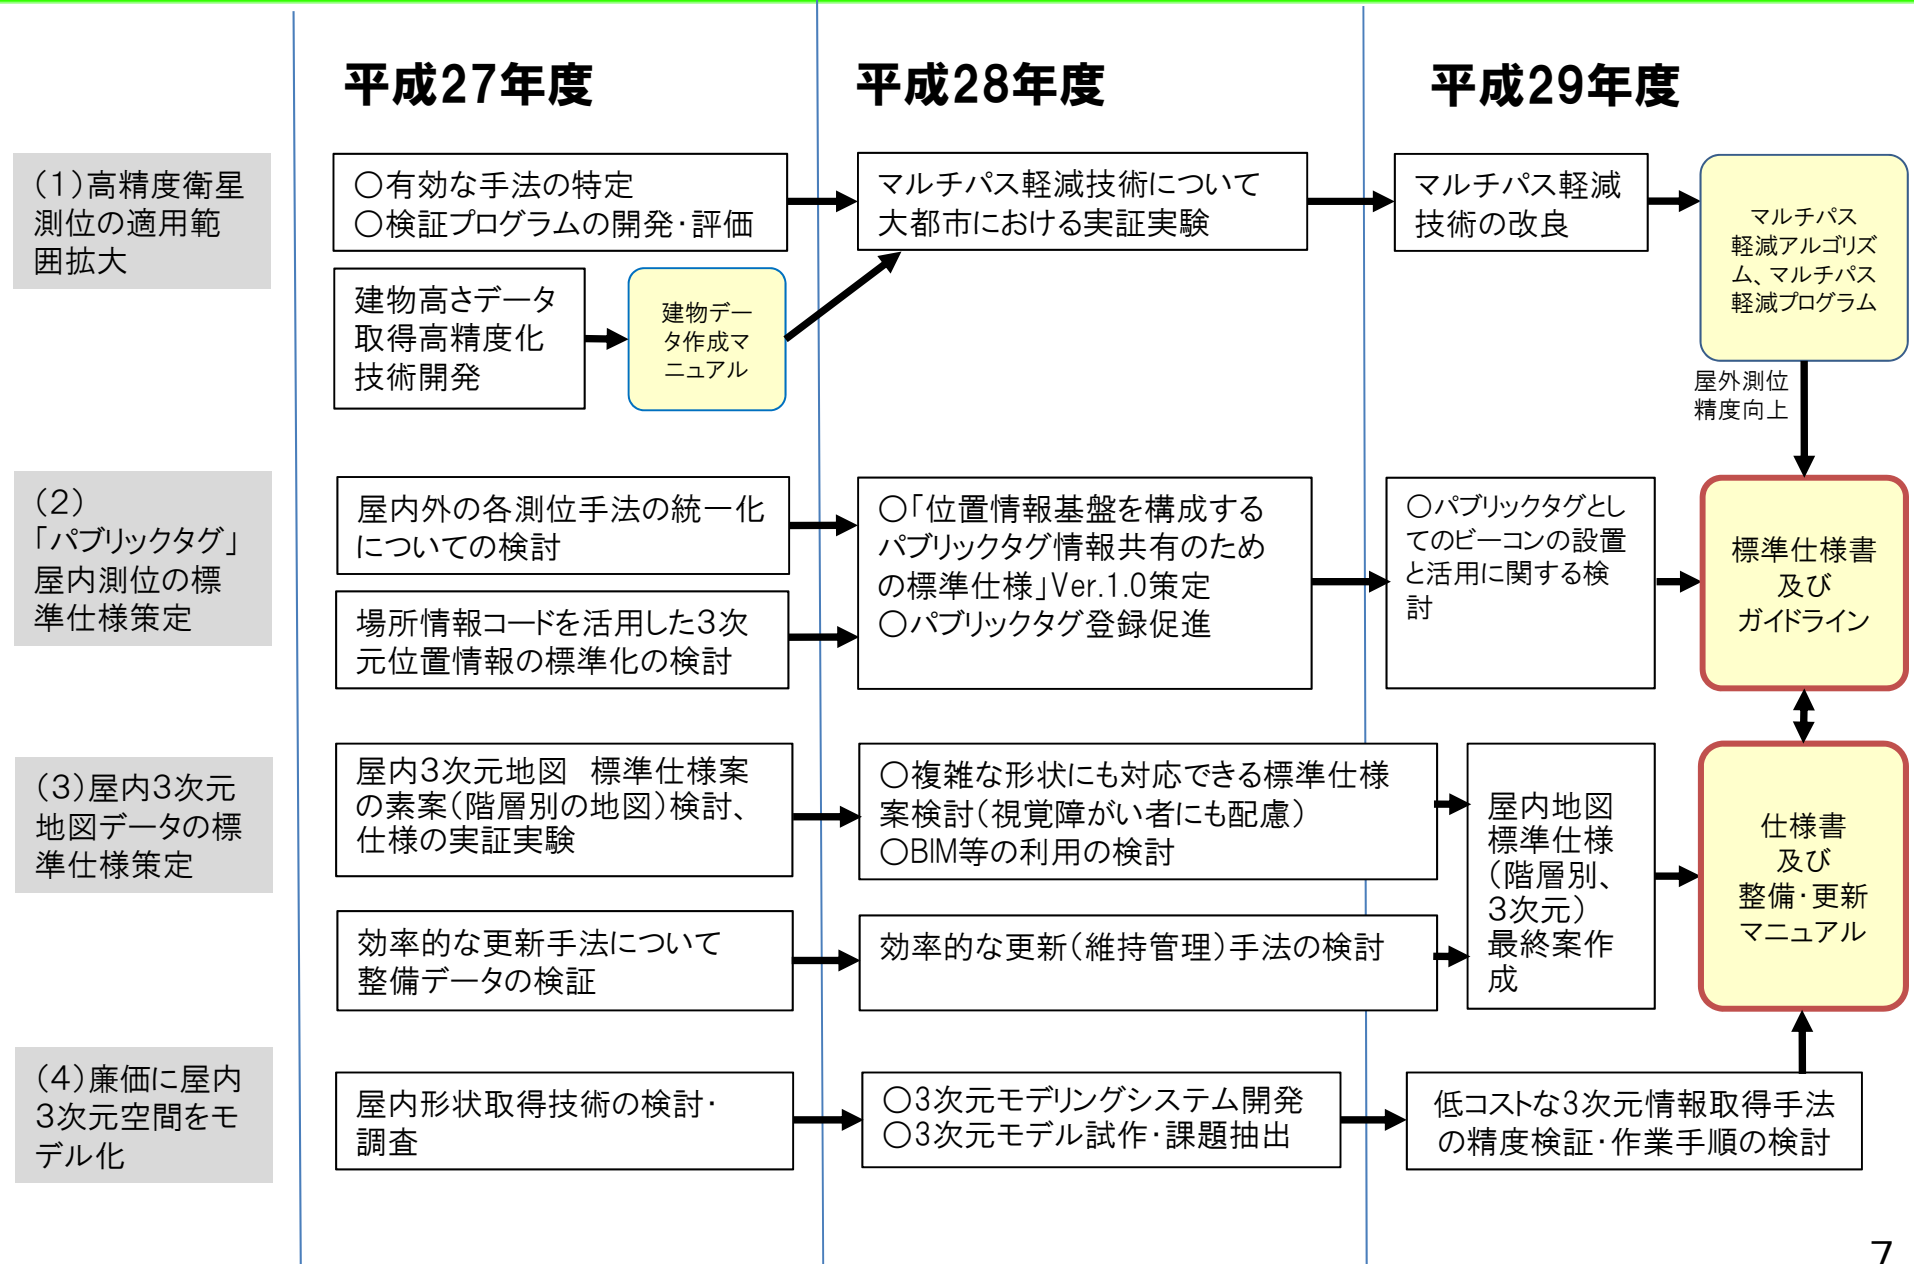 平成27年度
平成28年度
平成29年度
（１）高精度衛星
測位の適用範
囲拡大
○有効な手法の特定
○検証プログラムの開発・評価
建物高さデータ
取得高精度化
技術開発
建物デー
タ作成マ
ニュアル
マルチパス軽減技術について
大都市における実証実験
マルチパス軽減
技術の改良
マルチパス
軽減アルゴリズ
ム、マルチパス
軽減プログラム
屋外測位
精度向上
（２）
「パブリックタグ」
屋内測位の標
準仕様策定
屋内外の各測位手法の統一化
についての検討
場所情報コードを活用した３次
元位置情報の標準化の検討
○「位置情報基盤を構成する
パブリックタグ情報共有のため
の標準仕様」Ver.1.0策定
○パブリックタグ登録促進
○パブリックタグとし
てのビーコンの設置
と活用に関する検
討
標準仕様書
及び
ガイドライン
（３）屋内３次元
地図データの標
準仕様策定
屋内３次元地図　標準仕様案
の素案（階層別の地図）検討、
仕様の実証実験
効率的な更新手法について
整備データの検証
○複雑な形状にも対応できる標準仕様
案検討（視覚障がい者にも配慮）
○BIM等の利用の検討
効率的な更新（維持管理）手法の検討
屋内地図
標準仕様
（階層別、
３次元）
最終案作
成
仕様書
及び
整備・更新
マニュアル
（４）廉価に屋内
３次元空間をモ
デル化
屋内形状取得技術の検討・
調査
○３次元モデリングシステム開発
○３次元モデル試作・課題抽出
低コストな３次元情報取得手法
の精度検証・作業手順の検討
7